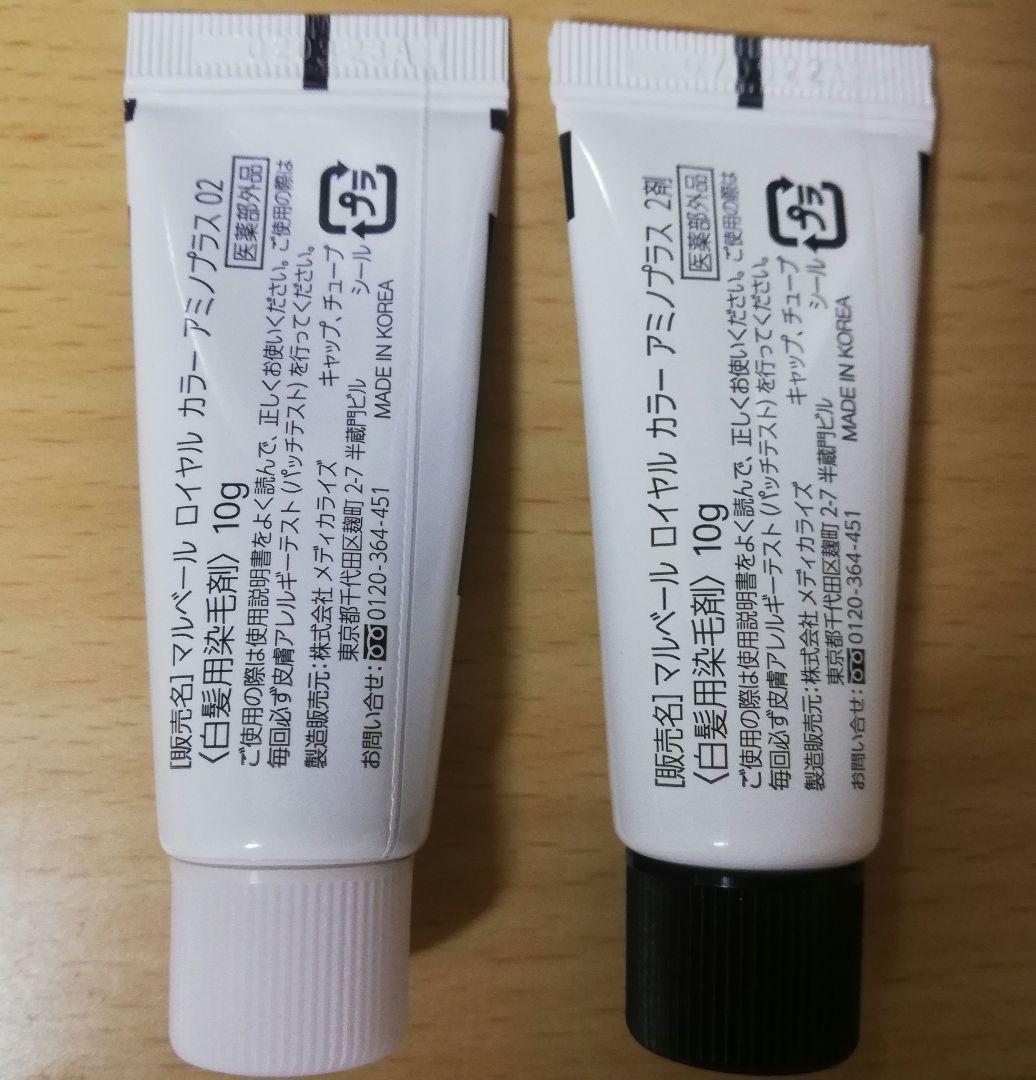 [販売名]マルベール ロイヤル カラー アミノプラス 02
〈白髪用染毛剤〉 10g
医薬部外品
ご使用の際は使用説明書をよく読んで、正しくお使いください。ご使用の際は
毎回必ず皮膚アレルギーテスト(パッチテスト)を行ってください。
製造販売元:株式会社 メディカライズ
東京都千代田区麹町 2-7 半蔵門ビル
お問い合せ:0120-364-451
プラ
キャップ、チューブ
シール
MADE IN KOREA
[販売名]マルベール ロイヤル カラー アミノプラス 2剤
〈白髪用染毛剤〉 10g
医薬部外品
ご使用の際は使用説明書をよく読んで、正しくお使いください。ご使用の際は
毎回必ず皮膚アレルギーテスト(パッチテスト)を行ってください。
製造販売元:株式会社 メディカライズ
東京都千代田区麹町 2-7 半蔵門ビル
お問い合せ:0120-364-451
プラ
キャップ、チューブ
シール
MADE IN KOREA